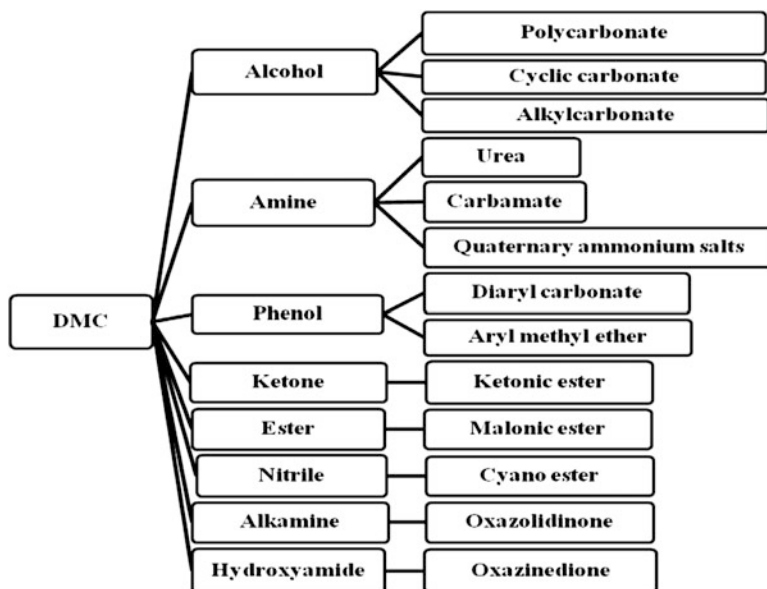 Polycarbonate
Alcohol
Cyclic carbonate
Alkylcarbonate
Urea
Amine
Carbamate
Quaternary ammonium salts
Diaryl carbonate
DMC
Phenol
Aryl methyl ether
Ketone
Ketonic ester
Ester
Malonic ester
Nitrile
Cyano ester
Alkamine
Oxazolidinone
Hydroxyamide
Oxazinedione